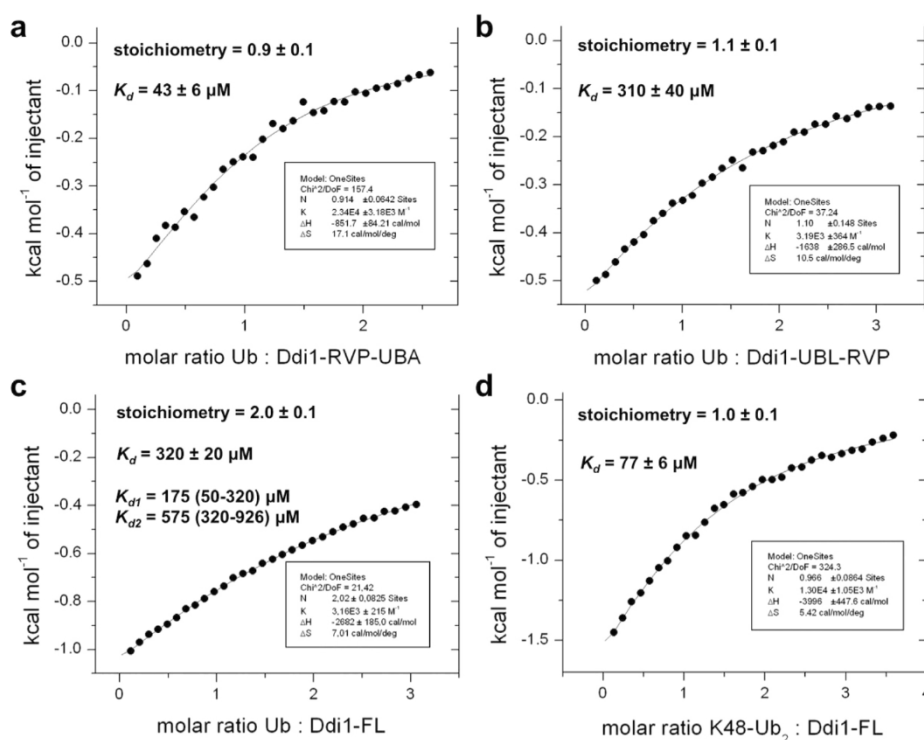 a
stoichiometry = 0.9 ± 0.1
Kd = 43 ± 6 µM
kcal mol-1 of injectant
0.0
-0.1
-0.2
-0.3
-0.4
-0.5
Model: OneSites
Chi^2/DoF = 157.4
N 0.914 ±0.0642 Sites
K 2.34E4 ±3.18E3 M-1
ΔH -851.7 ±84.21 cal/mol
ΔS 17.1 cal/mol/deg
0 1 2
molar ratio Ub : Ddi1-RVP-UBA
b
stoichiometry = 1.1 ± 0.1
Kd = 310 ± 40 µM
kcal mol-1 of injectant
0.0
-0.1
-0.2
-0.3
-0.4
-0.5
Model: OneSites
Chi^2/DoF = 37.24
N 1.10 ±0.148 Sites
K 3.19E3 ±364 M-1
ΔH -1638 ±286.5 cal/mol
ΔS 10.5 cal/mol/deg
0 1 2 3
molar ratio Ub : Ddi1-UBL-RVP
c
stoichiometry = 2.0 ± 0.1
Kd = 320 ± 20 µM
Kd1 = 175 (50-320) µM
Kd2 = 575 (320-926) µM
kcal mol-1 of injectant
0.0
-0.2
-0.4
-0.6
-0.8
-1.0
Model: OneSites
Chi^2/DoF = 21,42
N 2,02 ± 0,0825 Sites
K 3,16E3 ± 215 M-1
ΔH -2682 ± 185,0 cal/mol
ΔS 7,01 cal/mol/deg
0 1 2 3
molar ratio Ub : Ddi1-FL
d
stoichiometry = 1.0 ± 0.1
Kd = 77 ± 6 µM
kcal mol-1 of injectant
0.0
-0.5
-1.0
-1.5
Model: OneSites
Chi^2/DoF = 324.3
N 0.966 ±0.0864 Sites
K 1.30E4 ±1.05E3 M-1
ΔH -3996 ±447.6 cal/mol
ΔS 5.42 cal/mol/deg
0 1 2 3 4
molar ratio K48-Ub2 : Ddi1-FL